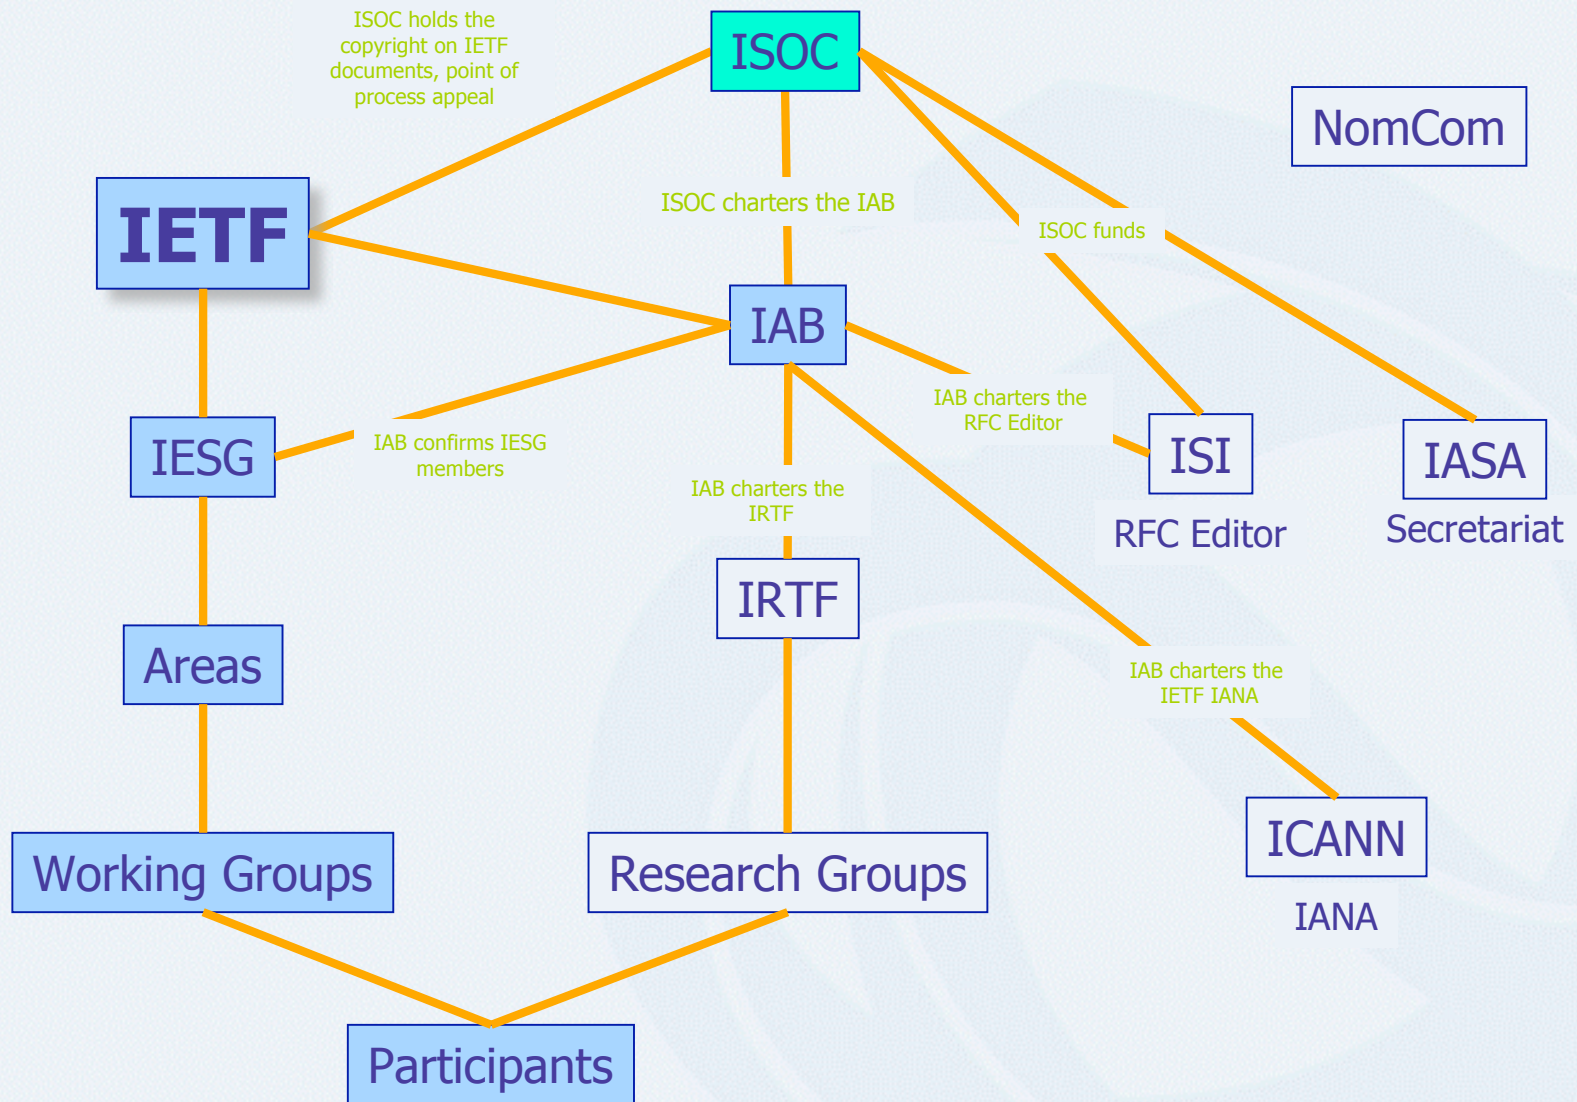 ISOC holds the
copyright on IETF
documents, point of
process appeal
ISOC
NomCom
IETF
ISOC charters the IAB
ISOC funds
IAB
IESG
IAB confirms IESG
members
IAB charters the
RFC Editor
ISI
RFC Editor
IASA
Secretariat
IAB charters the
IRTF
IRTF
Areas
IAB charters the
IETF IANA
Working Groups
Research Groups
ICANN
IANA
Participants